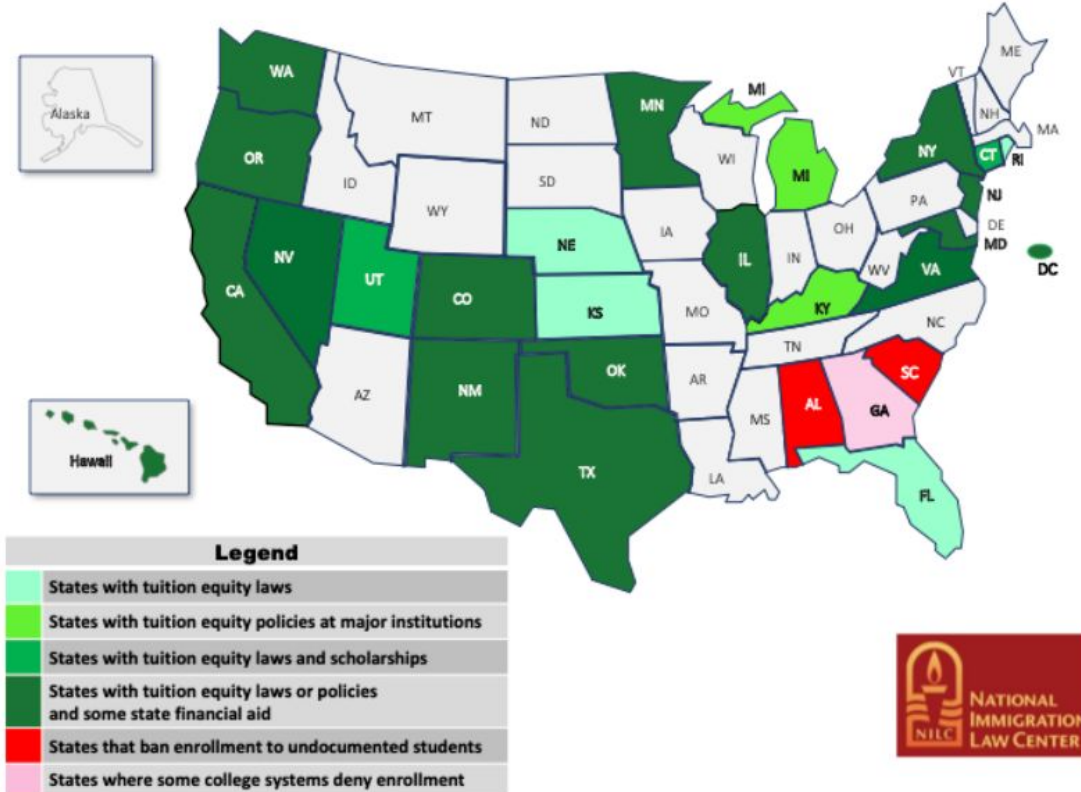 WA
MT
ND
MN
MI
VT
ME
NH
MA
Alaska
OR
ID
SD
WI
MI
NY
CT
RI
WY
IA
PA
NJ
NE
OH
DE
MD
NV
IL
IN
WV
VA
DC
CA
UT
CO
KS
MO
KY
NC
TN
OK
AR
SC
AZ
NM
MS
AL
GA
Hawaii
TX
LA
FL
Legend
States with tuition equity laws
States with tuition equity policies at major institutions
States with tuition equity laws and scholarships
States with tuition equity laws or policies
and some state financial aid
States that ban enrollment to undocumented students
States where some college systems deny enrollment
NILC
NATIONAL
IMMIGRATION
LAW CENTER